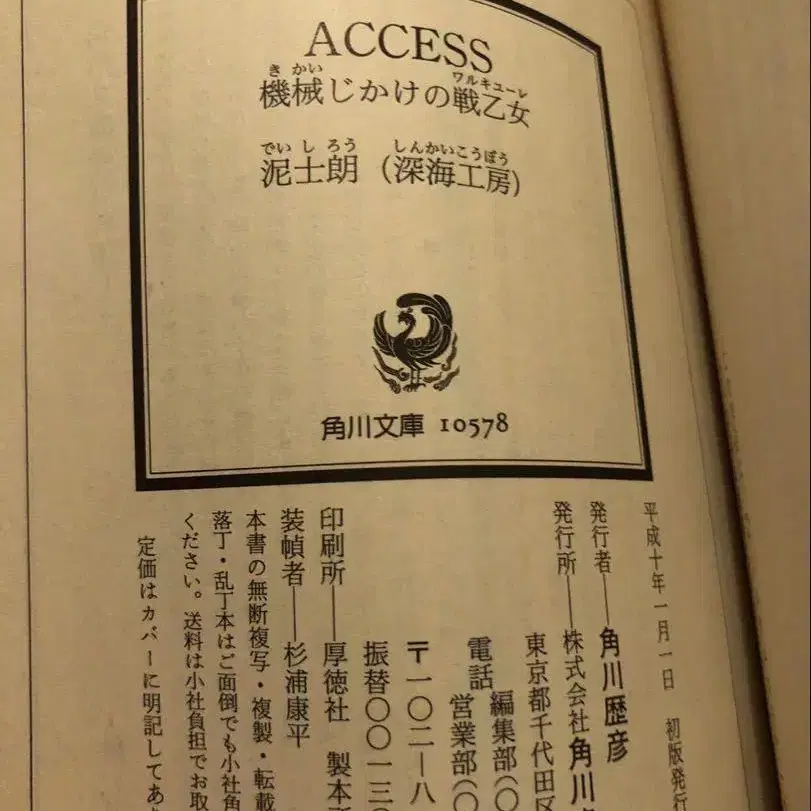 ACCESS
機械じかけの戦乙女
きかい
ワルキューレ
泥士朗 (深海工房)
でいしろう
しんかいこうぼう
角川文庫 10578
平成十年一月一日 初版発行
発行者──角川歴彦
発行所──株式会社角川
東京都千代田区
電話 編集部(〇
営業部(〇
〒一〇二―八
振替〇〇一三〇
印刷所──厚徳社 製本所
装幀者──杉浦康平
本書の無断複写・複製・転載
落丁・乱丁本はご面倒でも小社角
ください。送料は小社負担でお取
定価はカバーに明記してあ